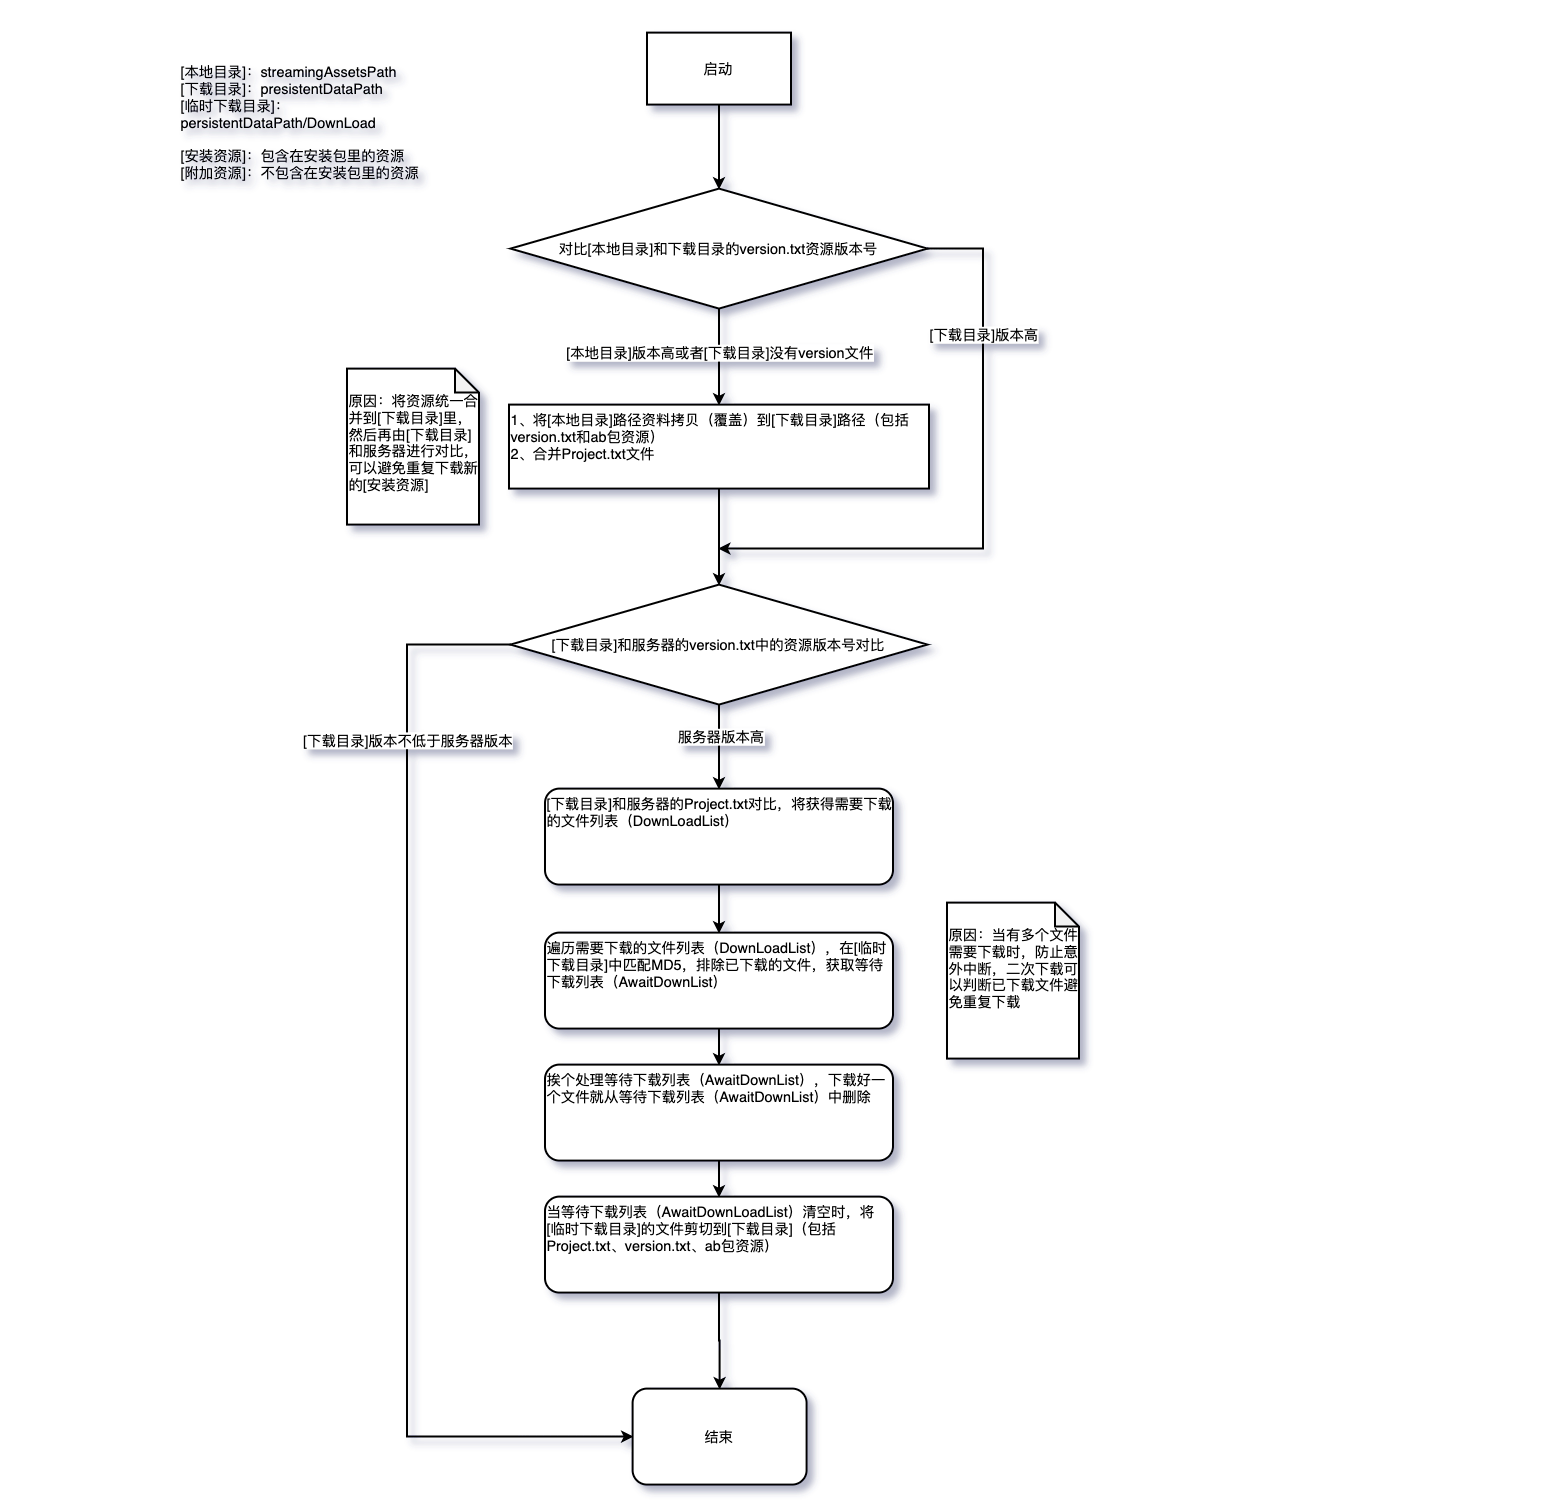 启动
[本地目录]：streamingAssetsPath
[下载目录]：presistentDataPath
[临时下载目录]：
persistentDataPath/DownLoad
[安装资源]：包含在安装包里的资源
[附加资源]：不包含在安装包里的资源
对比[本地目录]和下载目录的version.txt资源版本号
[下载目录]版本高
[本地目录]版本高或者[下载目录]没有version文件
原因：将资源统一合
并到[下载目录]里，
然后再由[下载目录]
和服务器进行对比，
可以避免重复下载新
的[安装资源]
1、将[本地目录]路径资料拷贝（覆盖）到[下载目录]路径（包括
version.txt和ab包资源）
2、合并Project.txt文件
[下载目录]和服务器的version.txt中的资源版本号对比
[下载目录]版本不低于服务器版本
服务器版本高
[下载目录]和服务器的Project.txt对比，将获得需要下载
的文件列表（DownLoadList）
遍历需要下载的文件列表（DownLoadList），在[临时
下载目录]中匹配MD5，排除已下载的文件，获取等待
下载列表（AwaitDownList）
原因：当有多个文件
需要下载时，防止意
外中断，二次下载可
以判断已下载文件避
免重复下载
挨个处理等待下载列表（AwaitDownList），下载好一
个文件就从等待下载列表（AwaitDownList）中删除
当等待下载列表（AwaitDownLoadList）清空时，将
[临时下载目录]的文件剪切到[下载目录]（包括
Project.txt、version.txt、ab包资源）
结束